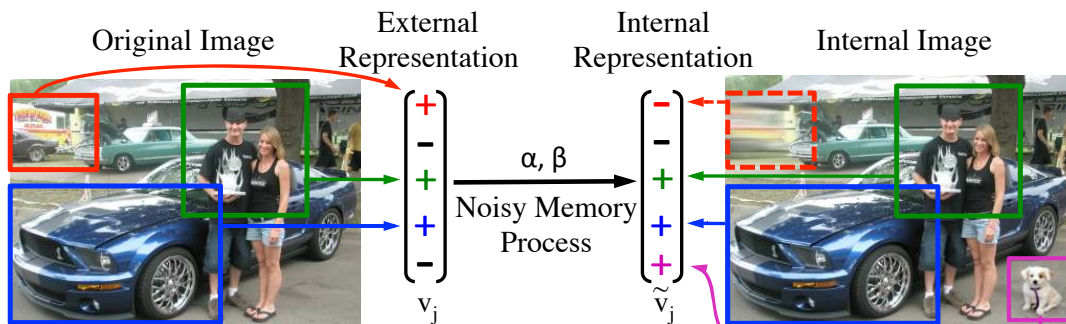 Original Image
External
Representation
Internal
Representation
Internal Image
+
-
+
+
-
v_j
α, β
Noisy Memory
Process
-
-
+
+
+
ṽ_j